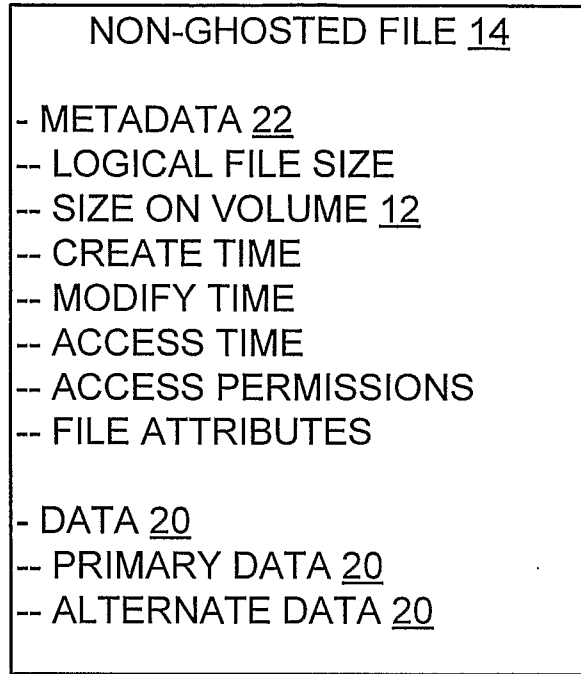 NON-GHOSTED FILE 14
- METADATA 22
-- LOGICAL FILE SIZE
-- SIZE ON VOLUME 12
-- CREATE TIME
-- MODIFY TIME
-- ACCESS TIME
-- ACCESS PERMISSIONS
-- FILE ATTRIBUTES
- DATA 20
-- PRIMARY DATA 20
-- ALTERNATE DATA 20